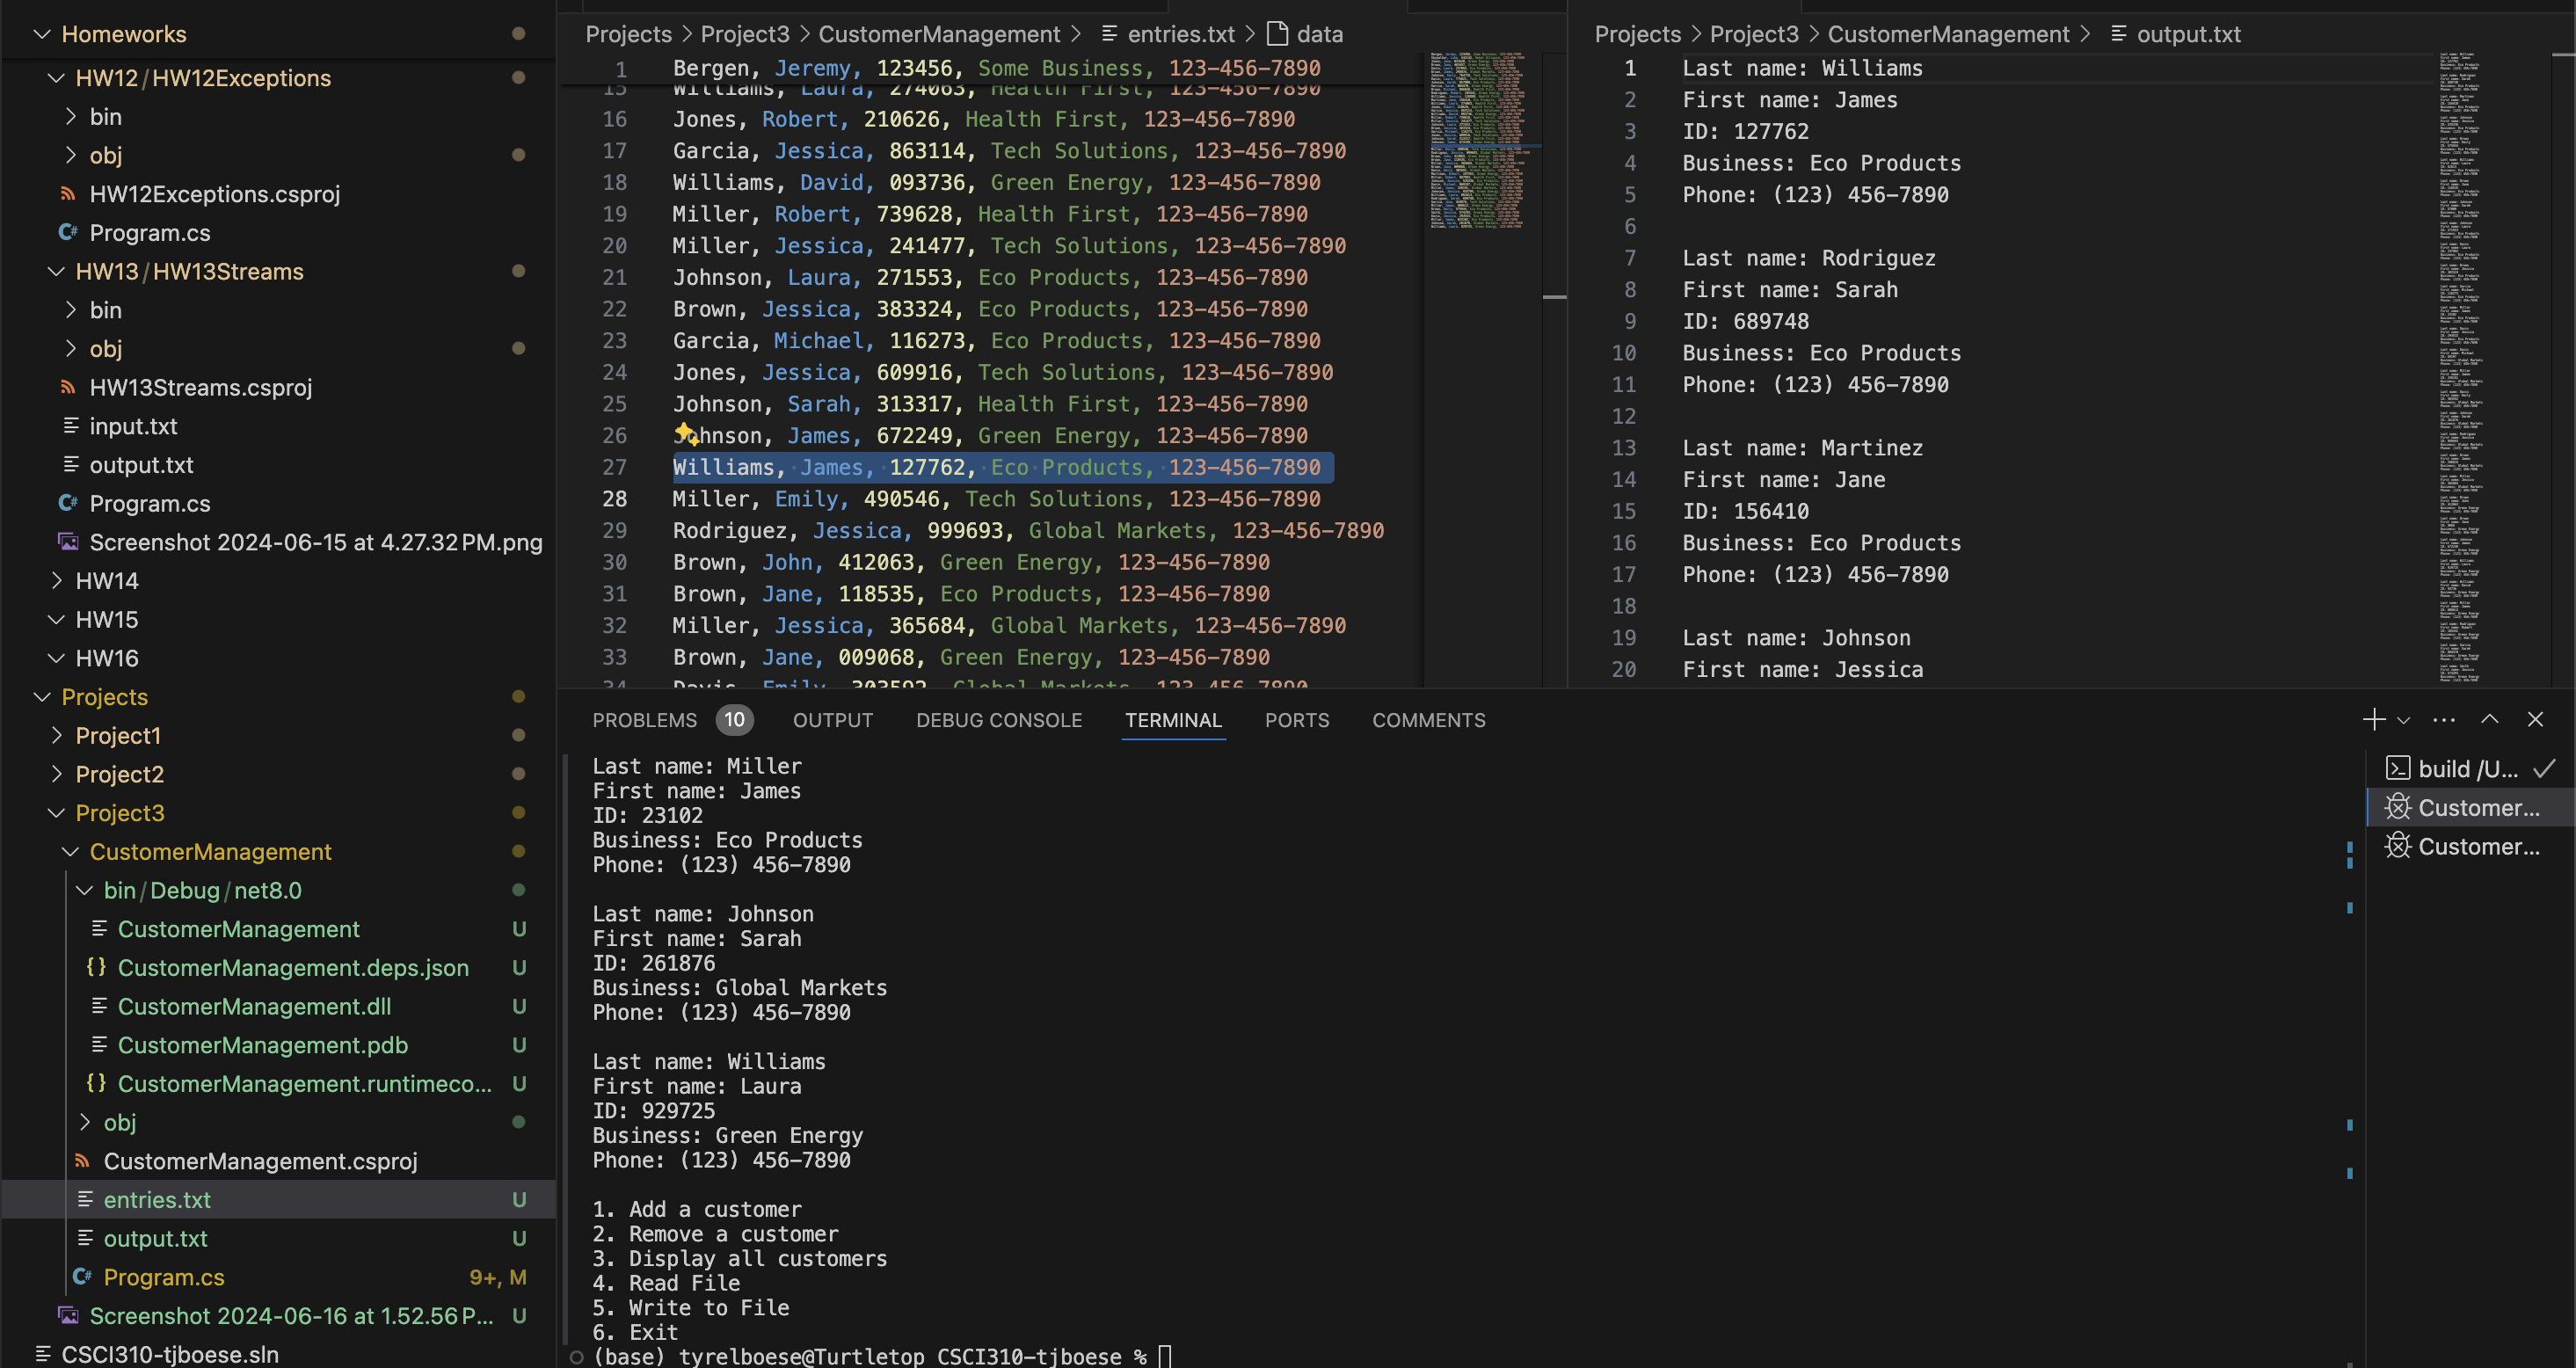 Homeworks
HW12/HW12Exceptions
bin
obj
HW12Exceptions.csproj
Program.cs
HW13/HW13Streams
bin
obj
HW13Streams.csproj
input.txt
output.txt
Program.cs
Screenshot 2024-06-15 at 4.27.32 PM.png
HW14
HW15
HW16
Projects
Project1
Project2
Project3
CustomerManagement
bin/Debug/net8.0
CustomerManagement U
CustomerManagement.deps.json U
CustomerManagement.dll U
CustomerManagement.pdb U
CustomerManagement.runtimeco... U
obj
CustomerManagement.csproj
entries.txt U
output.txt U
Program.cs 9+, M
Screenshot 2024-06-16 at 1.52.56 P... U
CSCI310-tjboese.sln
Projects > Project3 > CustomerManagement > entries.txt > data
1 Bergen, Jeremy, 123456, Some Business, 123-456-7890
15 Williams, Laura, 274063, Health First, 123-456-7890
16 Jones, Robert, 210626, Health First, 123-456-7890
17 Garcia, Jessica, 863114, Tech Solutions, 123-456-7890
18 Williams, David, 093736, Green Energy, 123-456-7890
19 Miller, Robert, 739628, Health First, 123-456-7890
20 Miller, Jessica, 241477, Tech Solutions, 123-456-7890
21 Johnson, Laura, 271553, Eco Products, 123-456-7890
22 Brown, Jessica, 383324, Eco Products, 123-456-7890
23 Garcia, Michael, 116273, Eco Products, 123-456-7890
24 Jones, Jessica, 609916, Tech Solutions, 123-456-7890
25 Johnson, Sarah, 313317, Health First, 123-456-7890
26 Johnson, James, 672249, Green Energy, 123-456-7890
27 Williams, James, 127762, Eco Products, 123-456-7890
28 Miller, Emily, 490546, Tech Solutions, 123-456-7890
29 Rodriguez, Jessica, 999693, Global Markets, 123-456-7890
30 Brown, John, 412063, Green Energy, 123-456-7890
31 Brown, Jane, 118535, Eco Products, 123-456-7890
32 Miller, Jessica, 365684, Global Markets, 123-456-7890
33 Brown, Jane, 009068, Green Energy, 123-456-7890
34 Davis, Emily, 303592, Global Markets, 123-456-7890
Projects > Project3 > CustomerManagement > output.txt
1 Last name: Williams
2 First name: James
3 ID: 127762
4 Business: Eco Products
5 Phone: (123) 456-7890
6
7 Last name: Rodriguez
8 First name: Sarah
9 ID: 689748
10 Business: Eco Products
11 Phone: (123) 456-7890
12
13 Last name: Martinez
14 First name: Jane
15 ID: 156410
16 Business: Eco Products
17 Phone: (123) 456-7890
18
19 Last name: Johnson
20 First name: Jessica
PROBLEMS 10 OUTPUT DEBUG CONSOLE TERMINAL PORTS COMMENTS
Last name: Miller
First name: James
ID: 23102
Business: Eco Products
Phone: (123) 456-7890
Last name: Johnson
First name: Sarah
ID: 261876
Business: Global Markets
Phone: (123) 456-7890
Last name: Williams
First name: Laura
ID: 929725
Business: Green Energy
Phone: (123) 456-7890
1. Add a customer
2. Remove a customer
3. Display all customers
4. Read File
5. Write to File
6. Exit
(base) tyrelboese@Turtletop CSCI310-tjboese %
build /U...
Customer...
Customer...